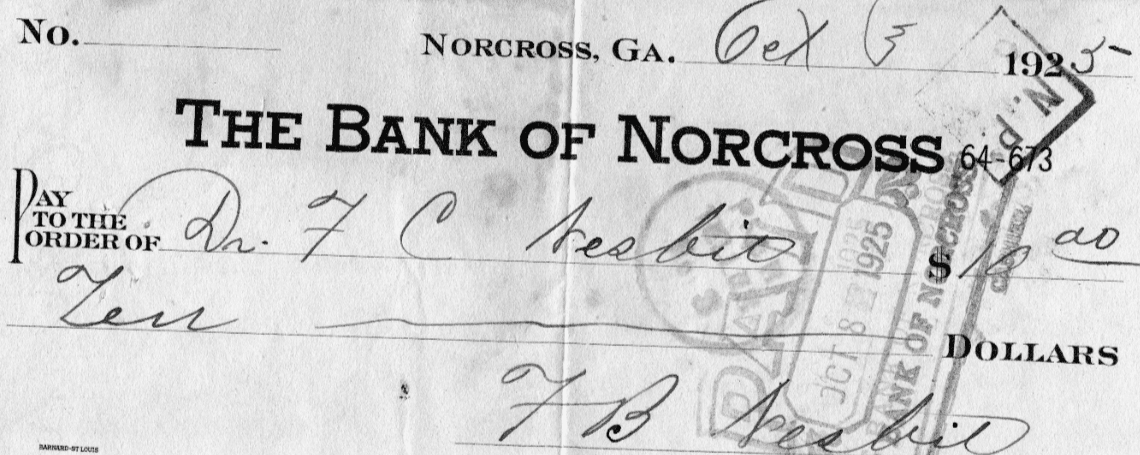 No. NORCROSS, GA. Oct 3 1925
THE BANK OF NORCROSS 64-673
PAY TO THE ORDER OF Dr. F C Nesbit $10 00
Ten DOLLARS
F B Nesbit
PAID
OCT 8 1925
BANK OF NORCROSS
N. P.
BARNARD-ST LOUIS